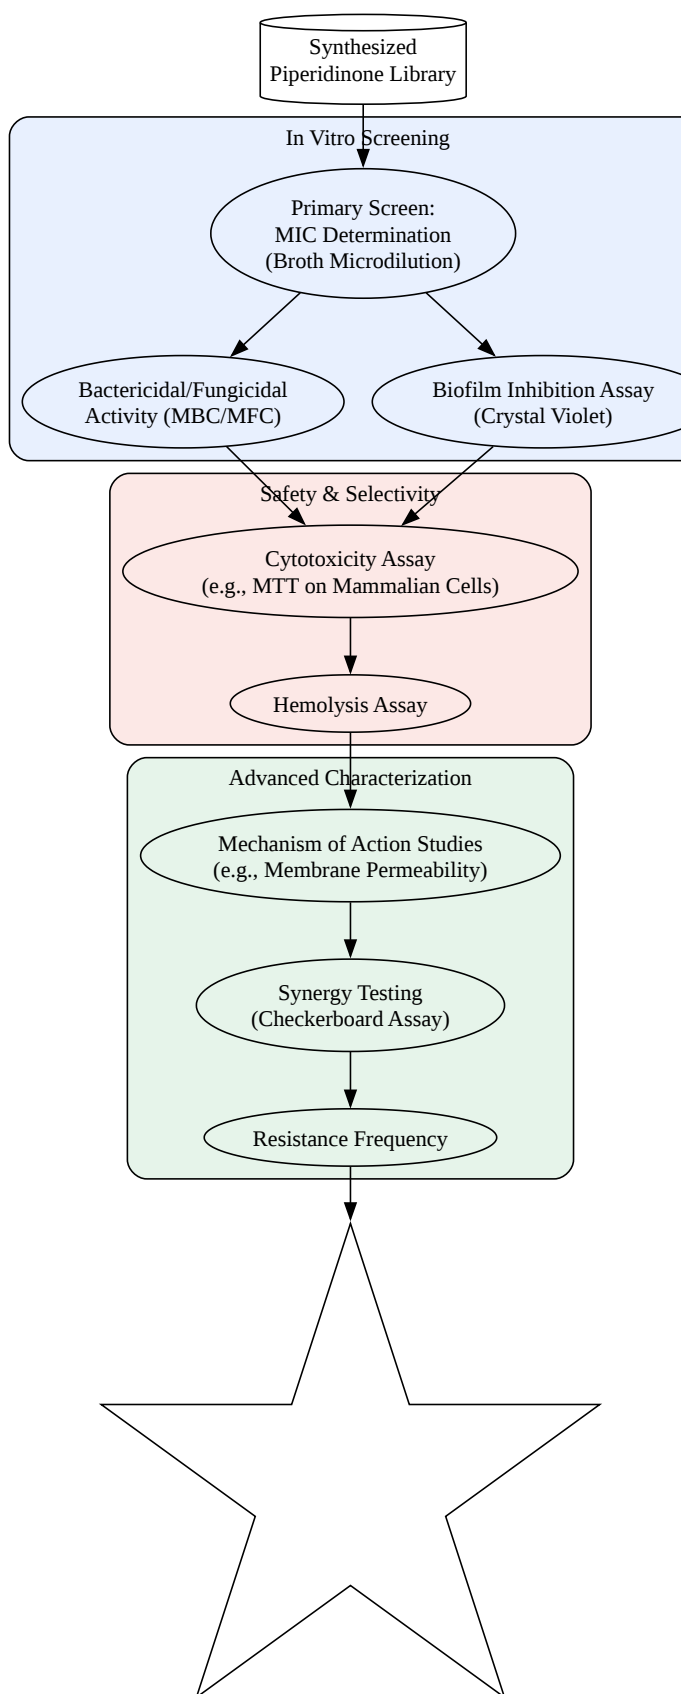 Synthesized
Piperidinone Library
In Vitro Screening
Primary Screen:
MIC Determination
(Broth Microdilution)
Bactericidal/Fungicidal
Activity (MBC/MFC)
Biofilm Inhibition Assay
(Crystal Violet)
Safety & Selectivity
Cytotoxicity Assay
(e.g., MTT on Mammalian Cells)
Hemolysis Assay
Advanced Characterization
Mechanism of Action Studies
(e.g., Membrane Permeability)
Synergy Testing
(Checkerboard Assay)
Resistance Frequency